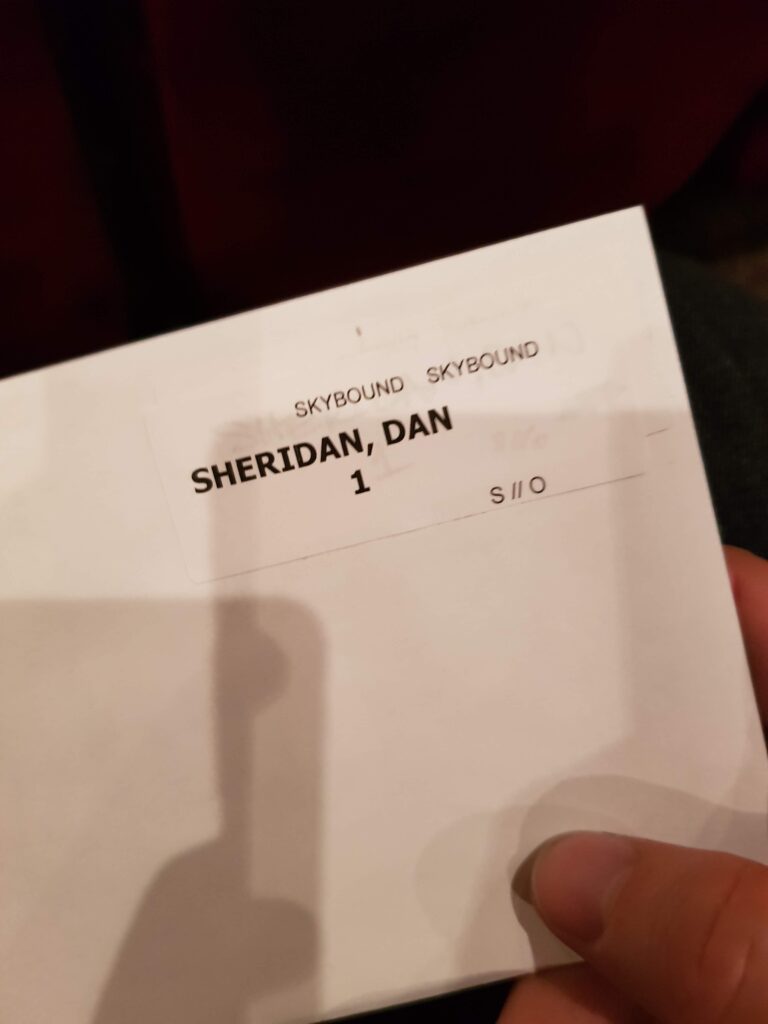 SKYBOUND SKYBOUND
SHERIDAN, DAN
1
S // O